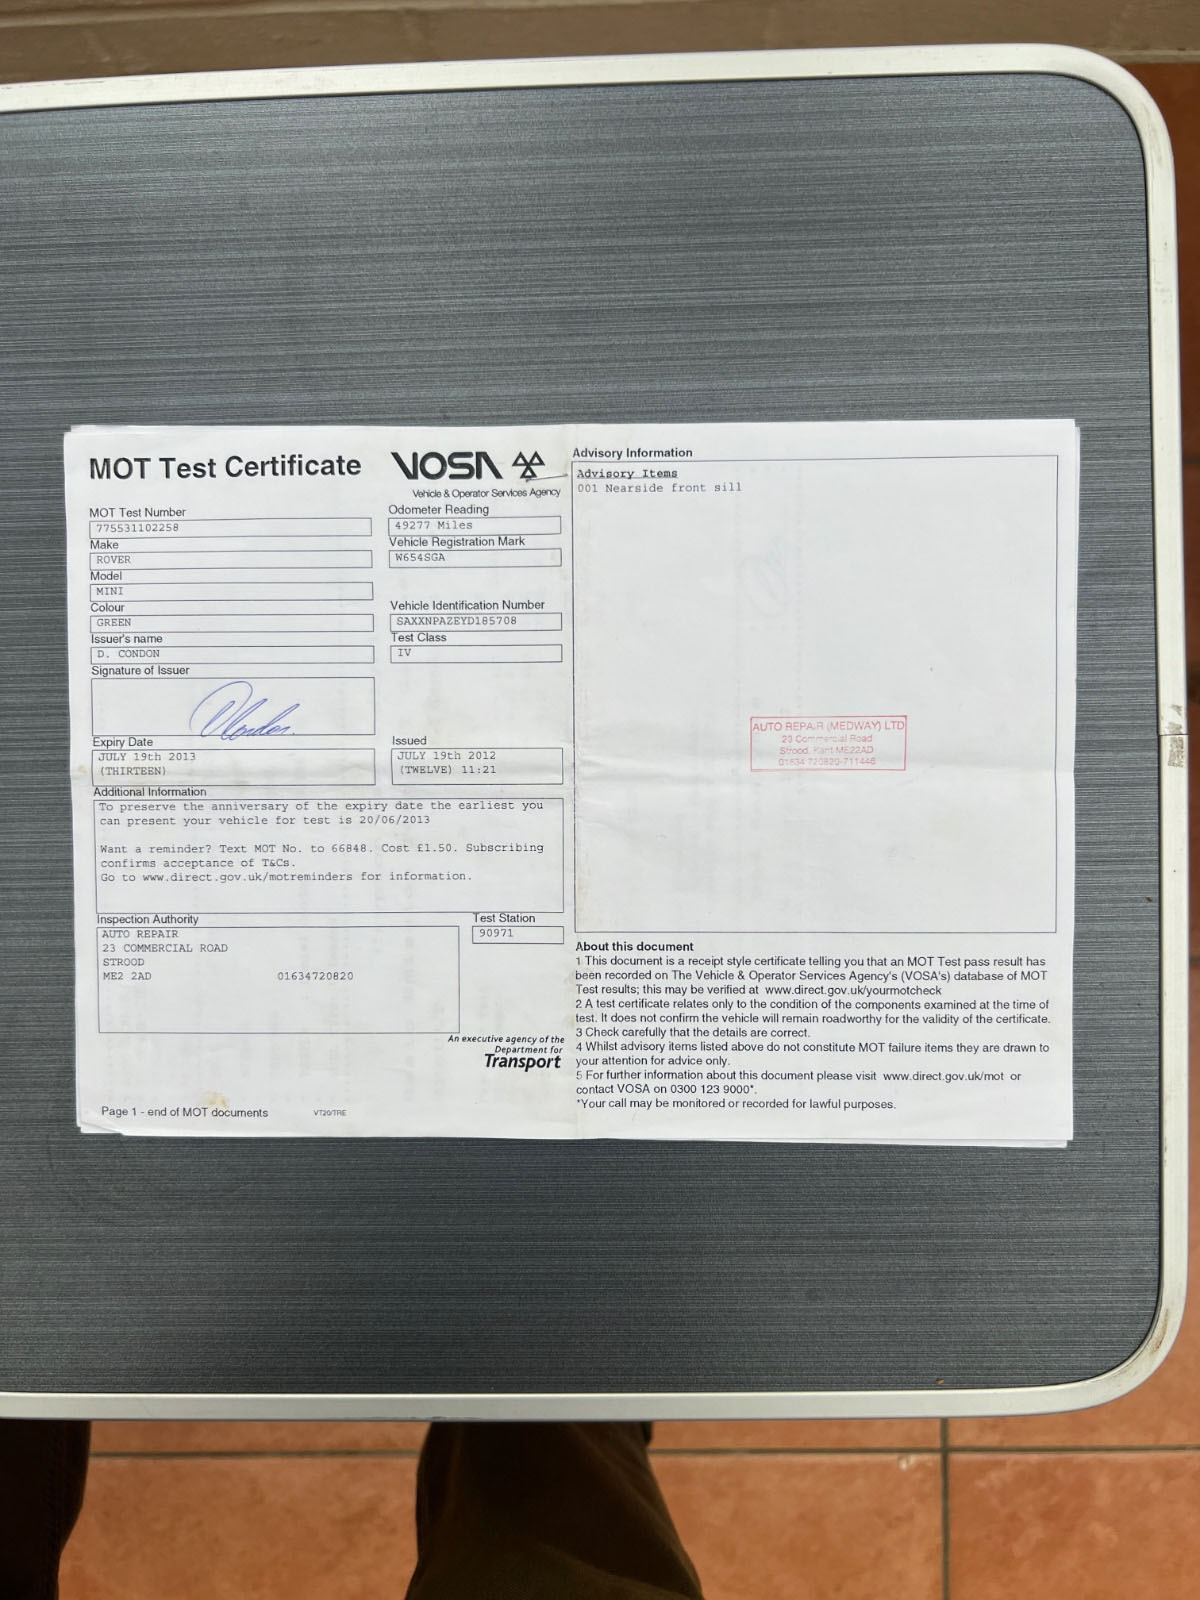 MOT Test Certificate
VOSA
Vehicle & Operator Services Agency
MOT Test Number
775531102258
Odometer Reading
49277 Miles
Make
ROVER
Vehicle Registration Mark
W654SGA
Model
MINI
Colour
GREEN
Vehicle Identification Number
SAXXNPAZEYD185708
Issuer's name
D. CONDON
Test Class
IV
Signature of Issuer
Expiry Date
JULY 19th 2013
(THIRTEEN)
Issued
JULY 19th 2012
(TWELVE) 11:21
Additional Information
To preserve the anniversary of the expiry date the earliest you
can present your vehicle for test is 20/06/2013
Want a reminder? Text MOT No. to 66848. Cost £1.50. Subscribing
confirms acceptance of T&Cs.
Go to www.direct.gov.uk/motreminders for information.
Inspection Authority
AUTO REPAIR
23 COMMERCIAL ROAD
STROOD
ME2 2AD 01634720820
Test Station
90971
An executive agency of the
Department for
Transport
Page 1 - end of MOT documents
VT20/TRE
Advisory Information
Advisory Items
001 Nearside front sill
AUTO REPAIR (MEDWAY) LTD
23 Commercial Road
Strood, Kent ME22AD
01634 720820-711446
About this document
1 This document is a receipt style certificate telling you that an MOT Test pass result has
been recorded on The Vehicle & Operator Services Agency's (VOSA's) database of MOT
Test results; this may be verified at www.direct.gov.uk/yourmotcheck
2 A test certificate relates only to the condition of the components examined at the time of
test. It does not confirm the vehicle will remain roadworthy for the validity of the certificate.
3 Check carefully that the details are correct.
4 Whilst advisory items listed above do not constitute MOT failure items they are drawn to
your attention for advice only.
5 For further information about this document please visit www.direct.gov.uk/mot or
contact VOSA on 0300 123 9000*.
*Your call may be monitored or recorded for lawful purposes.